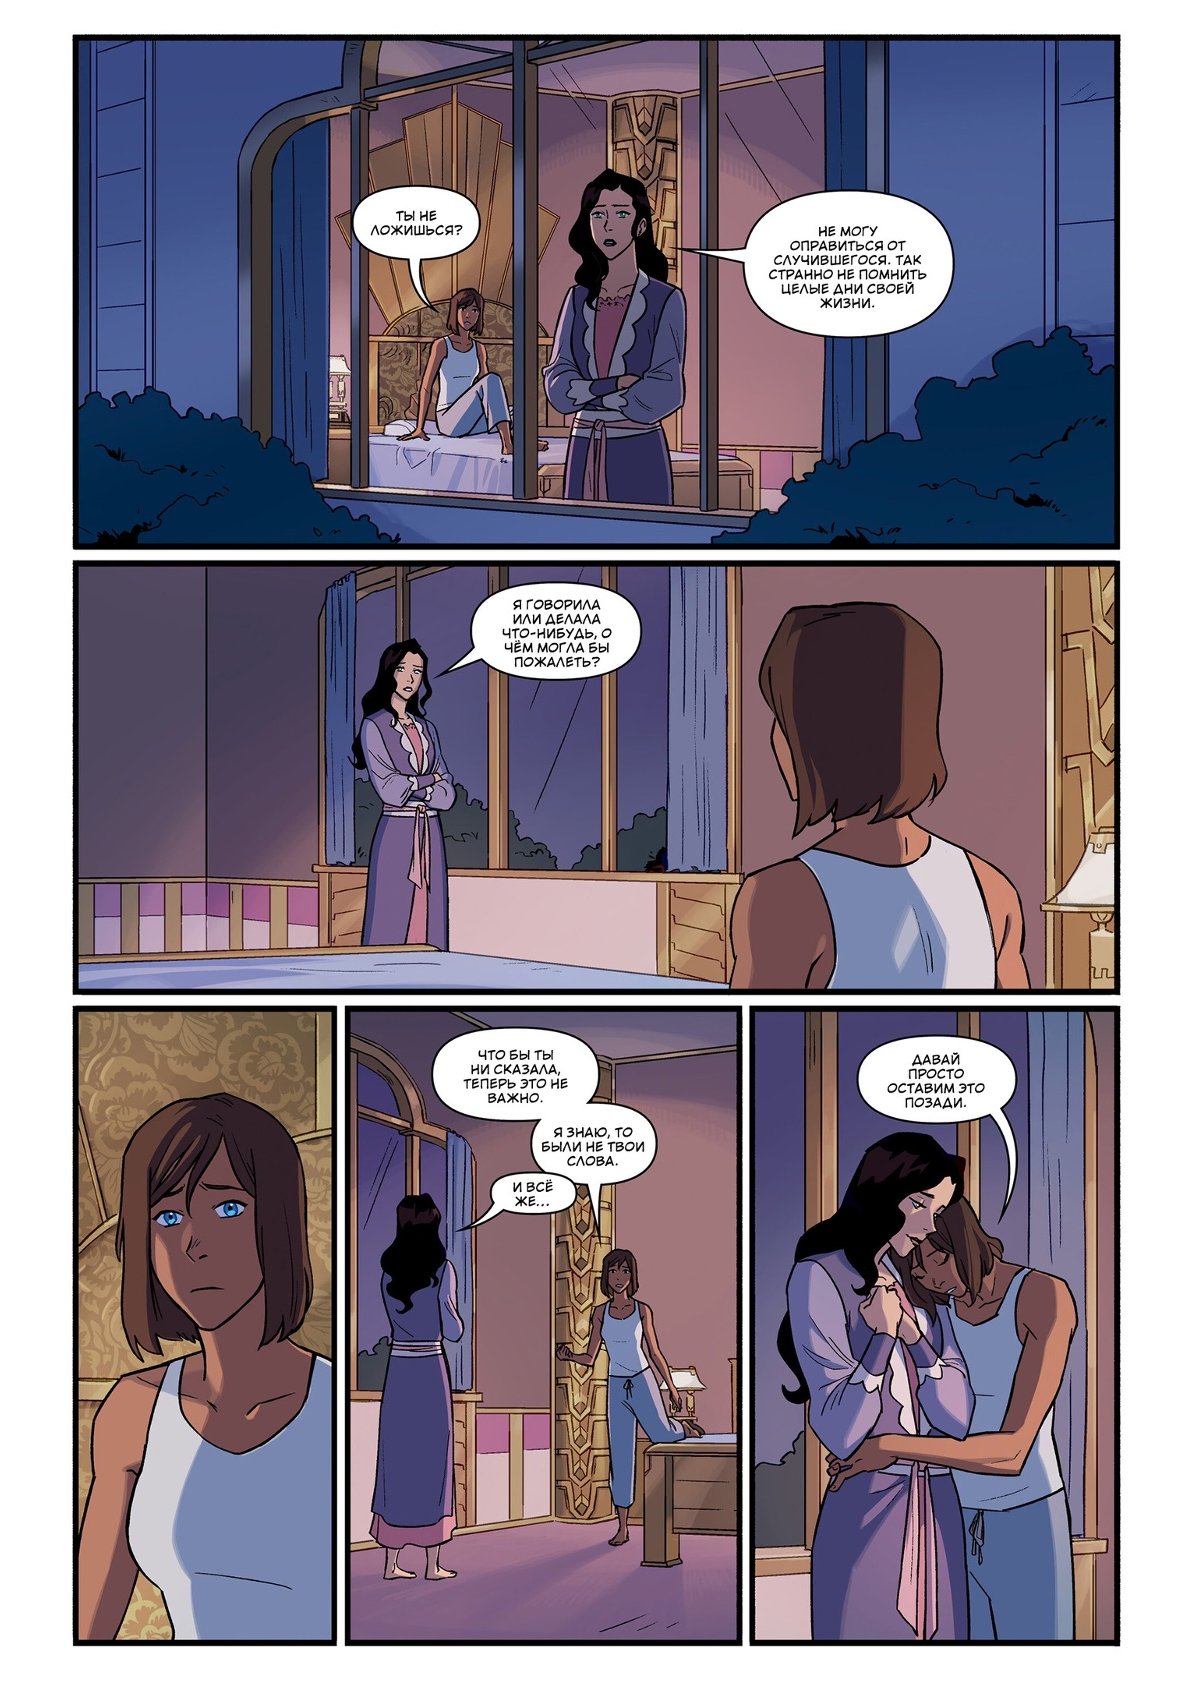 ТЫ НЕ
ЛОЖИШЬСЯ?
НЕ МОГУ
ОПРАВИТЬСЯ ОТ
СЛУЧИВШЕГОСЯ. ТАК
СТРАННО НЕ ПОМНИТЬ
ЦЕЛЫЕ ДНИ СВОЕЙ
ЖИЗНИ.
Я ГОВОРИЛА
ИЛИ ДЕЛАЛА
ЧТО-НИБУДЬ, О
ЧЁМ МОГЛА БЫ
ПОЖАЛЕТЬ?
ЧТО БЫ ТЫ
НИ СКАЗАЛА,
ТЕПЕРЬ ЭТО НЕ
ВАЖНО.
Я ЗНАЮ, ТО
БЫЛИ НЕ ТВОИ
СЛОВА.
И ВСЁ
ЖЕ...
ДАВАЙ
ПРОСТО
ОСТАВИМ ЭТО
ПОЗАДИ.